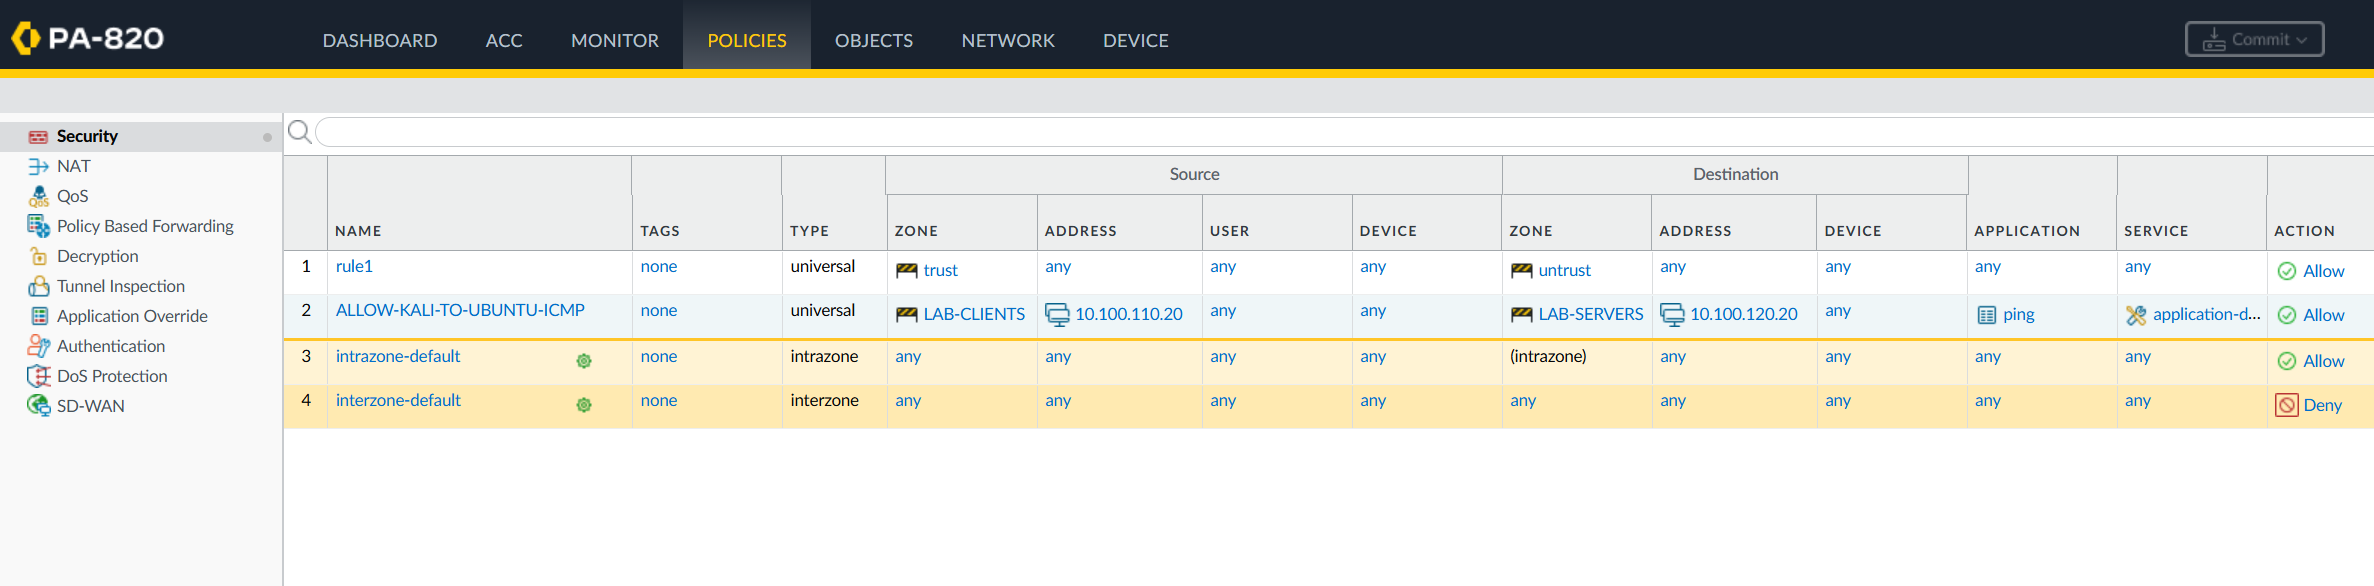 PA-820 DASHBOARD ACC MONITOR POLICIES OBJECTS NETWORK DEVICE Commit
Security
NAT
QoS
Policy Based Forwarding
Decryption
Tunnel Inspection
Application Override
Authentication
DoS Protection
SD-WAN
Source Destination
NAME TAGS TYPE ZONE ADDRESS USER DEVICE ZONE ADDRESS DEVICE APPLICATION SERVICE ACTION
1 rule1 none universal trust any any any untrust any any any any Allow
2 ALLOW-KALI-TO-UBUNTU-ICMP none universal LAB-CLIENTS 10.100.110.20 any any LAB-SERVERS 10.100.120.20 any ping application-d... Allow
3 intrazone-default none intrazone any any any any (intrazone) any any any any Allow
4 interzone-default none interzone any any any any any any any any any Deny